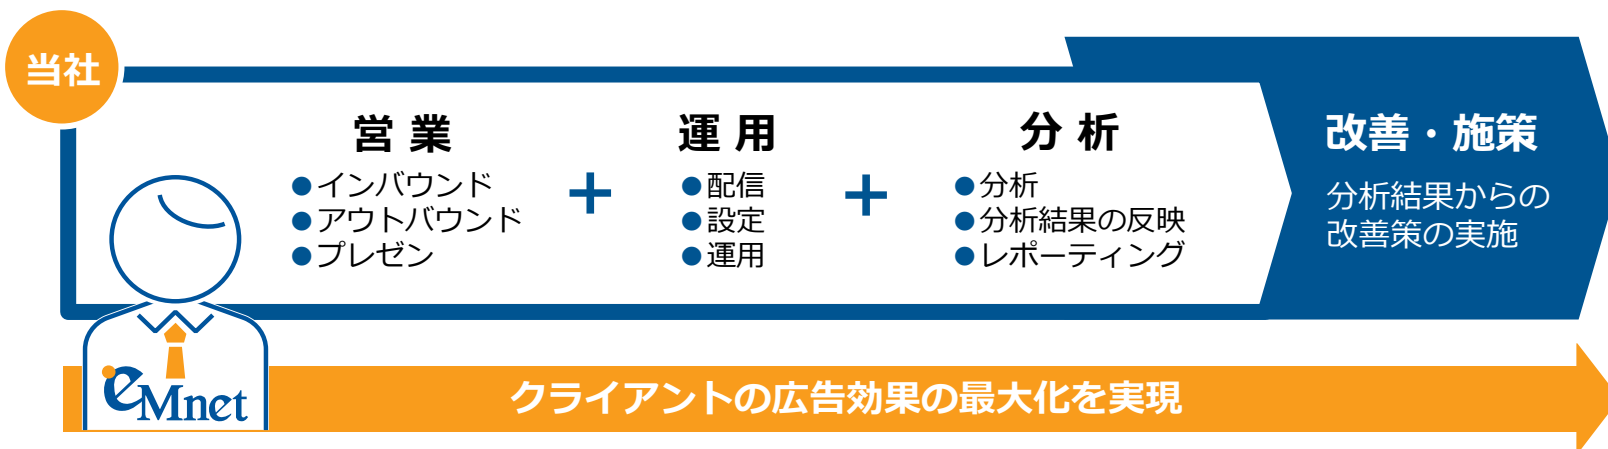 当社
営業
●インバウンド
●アウトバウンド
●プレゼン
+
運用
●配信
●設定
●運用
+
分析
●分析
●分析結果の反映
●レポーティング
改善・施策
分析結果からの
改善策の実施
eMnet
クライアントの広告効果の最大化を実現